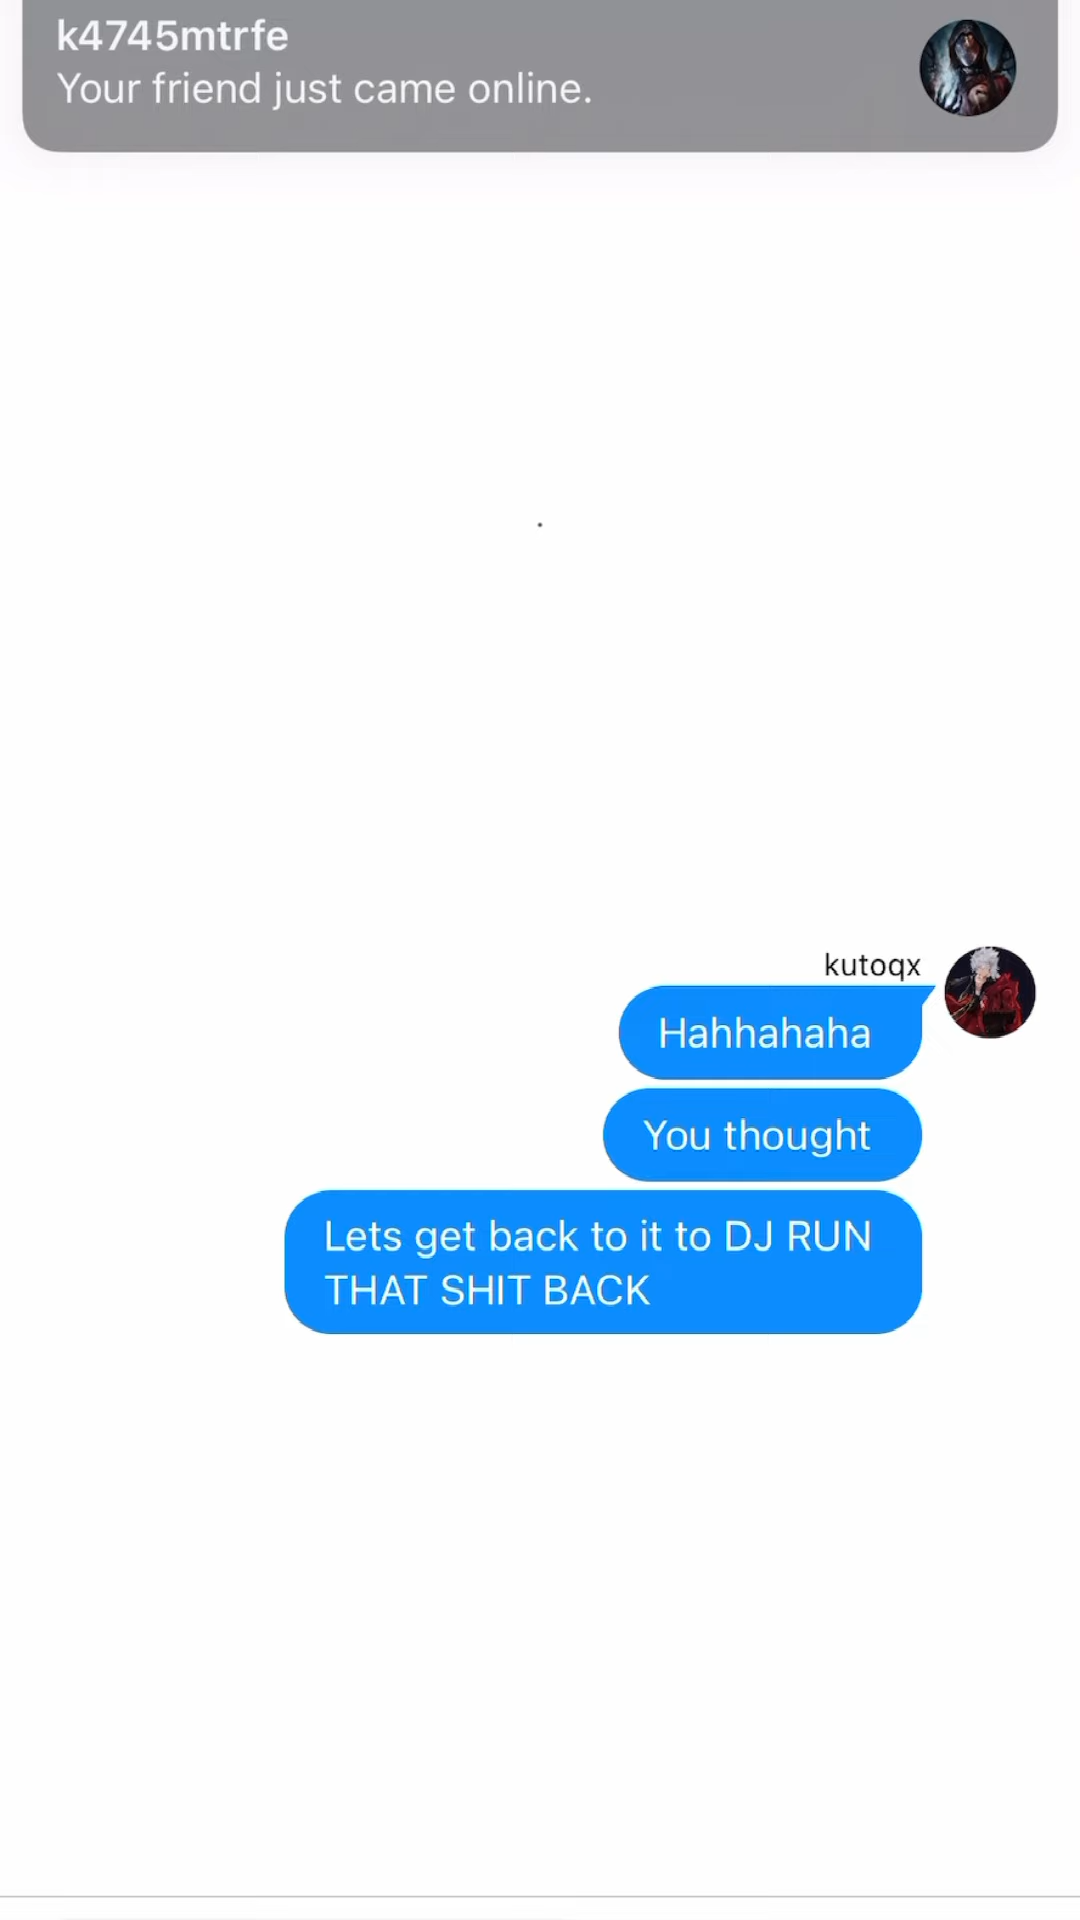 k4745mtrfe
Your friend just came online.
kutoqx
Hahhahaha
You thought
Lets get back to it to DJ RUN
THAT SHIT BACK